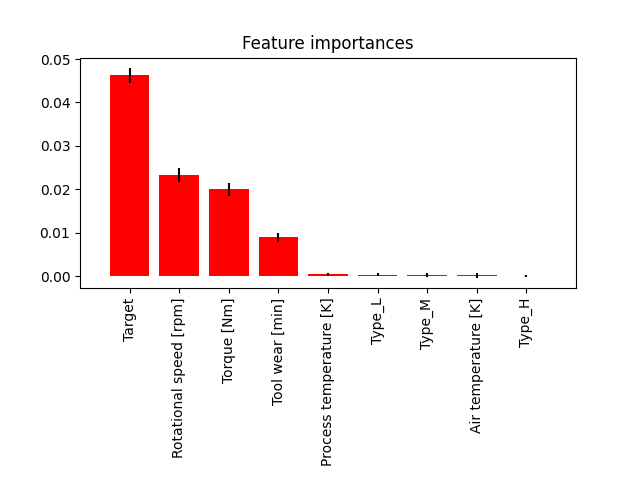 Feature importances
0.05
0.04
0.03
0.02
0.01
0.00
Target
Rotational speed [rpm]
Torque [Nm]
Tool wear [min]
Process temperature [K]
Type_L
Type_M
Air temperature [K]
Type_H